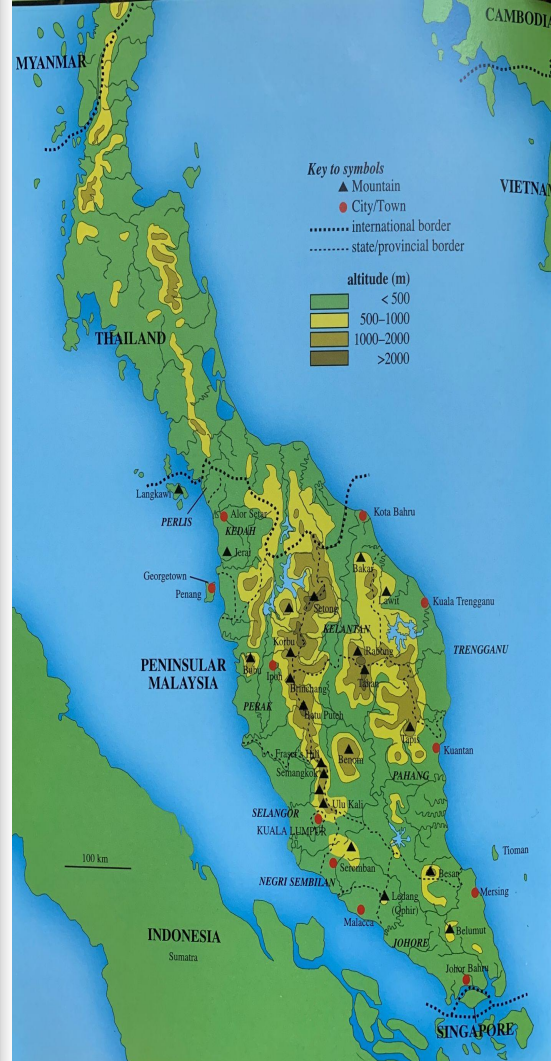 CAMBODIA
MYANMAR
VIETNAM
Key to symbols
Mountain
City/Town
international border
state/provincial border
altitude (m)
< 500
500–1000
1000–2000
>2000
THAILAND
Langkawi
PERLIS
Alor Setar
KEDAH
Kota Bahru
Jerai
Georgetown
Penang
Bakar
Lawit
Setong
Kuala Trengganu
KELANTAN
TRENGGANU
Korbu
Rabong
Bubu
Ipoh
Tahan
PENINSULAR
MALAYSIA
Brinchang
PERAK
Batu Puteh
Tapis
Fraser's Hill
Benom
Kuantan
Semangkok
PAHANG
Ulu Kali
SELANGOR
KUALA LUMPUR
Tioman
Seremban
Besar
NEGRI SEMBILAN
Ledang
(Ophir)
Mersing
Malacca
100 km
INDONESIA
Sumatra
Belumut
JOHORE
Johor Bahru
SINGAPORE